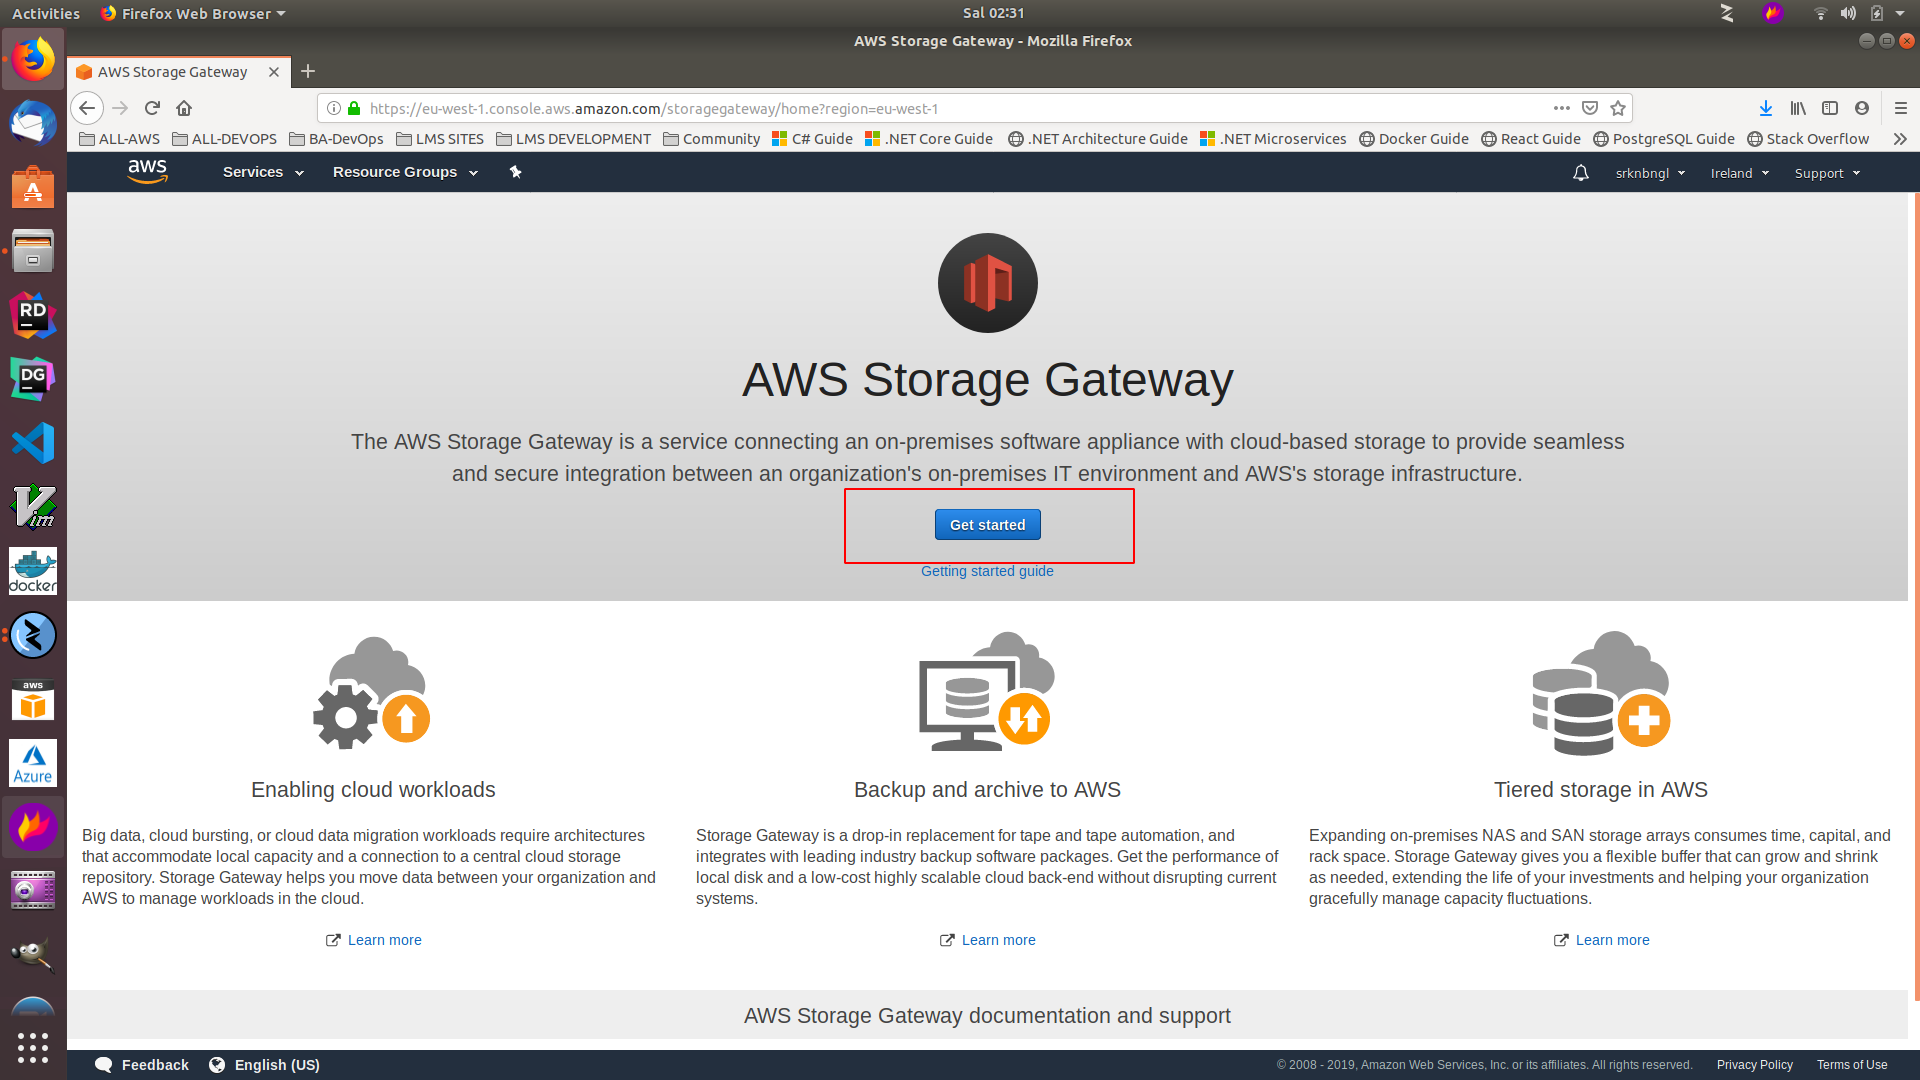 Activities Firefox Web Browser Sal 02:31
AWS Storage Gateway - Mozilla Firefox
AWS Storage Gateway
https://eu-west-1.console.aws.amazon.com/storagegateway/home?region=eu-west-1
ALL-AWS ALL-DEVOPS BA-DevOps LMS SITES LMS DEVELOPMENT Community C# Guide .NET Core Guide .NET Architecture Guide .NET Microservices Docker Guide React Guide PostgreSQL Guide Stack Overflow
aws Services Resource Groups srknbngl Ireland Support
AWS Storage Gateway
The AWS Storage Gateway is a service connecting an on-premises software appliance with cloud-based storage to provide seamless
and secure integration between an organization's on-premises IT environment and AWS's storage infrastructure.
Get started
Getting started guide
Enabling cloud workloads
Big data, cloud bursting, or cloud data migration workloads require architectures
that accommodate local capacity and a connection to a central cloud storage
repository. Storage Gateway helps you move data between your organization and
AWS to manage workloads in the cloud.
Learn more
Backup and archive to AWS
Storage Gateway is a drop-in replacement for tape and tape automation, and
integrates with leading industry backup software packages. Get the performance of
local disk and a low-cost highly scalable cloud back-end without disrupting current
systems.
Learn more
Tiered storage in AWS
Expanding on-premises NAS and SAN storage arrays consumes time, capital, and
rack space. Storage Gateway gives you a flexible buffer that can grow and shrink
as needed, extending the life of your investments and helping your organization
gracefully manage capacity fluctuations.
Learn more
AWS Storage Gateway documentation and support
Feedback English (US) © 2008 - 2019, Amazon Web Services, Inc. or its affiliates. All rights reserved. Privacy Policy Terms of Use
RD
DG
Vim
docker
aws
Azure